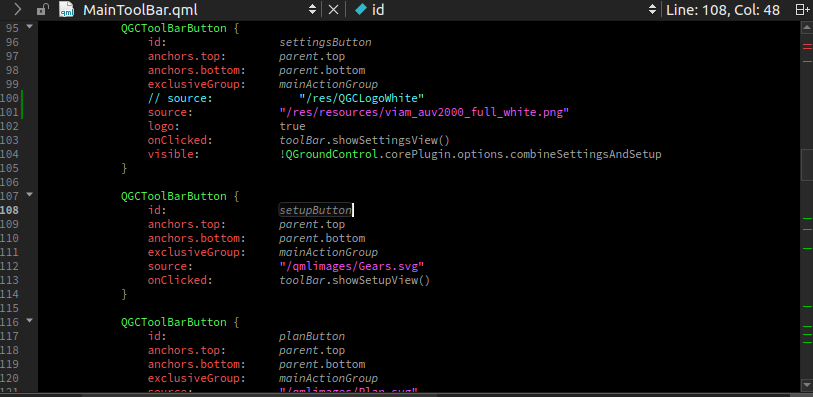 MainToolBar.qml id Line: 108, Col: 48
95 QGCToolBarButton {
96 id: settingsButton
97 anchors.top: parent.top
98 anchors.bottom: parent.bottom
99 exclusiveGroup: mainActionGroup
100 // source: "/res/QGCLogoWhite"
101 source: "/res/resources/viam_auv2000_full_white.png"
102 logo: true
103 onClicked: toolBar.showSettingsView()
104 visible: !QGroundControl.corePlugin.options.combineSettingsAndSetup
105 }
106
107 QGCToolBarButton {
108 id: setupButton
109 anchors.top: parent.top
110 anchors.bottom: parent.bottom
111 exclusiveGroup: mainActionGroup
112 source: "/qmlimages/Gears.svg"
113 onClicked: toolBar.showSetupView()
114 }
115
116 QGCToolBarButton {
117 id: planButton
118 anchors.top: parent.top
119 anchors.bottom: parent.bottom
120 exclusiveGroup: mainActionGroup
121 source: "/qmlimages/Plan.svg"